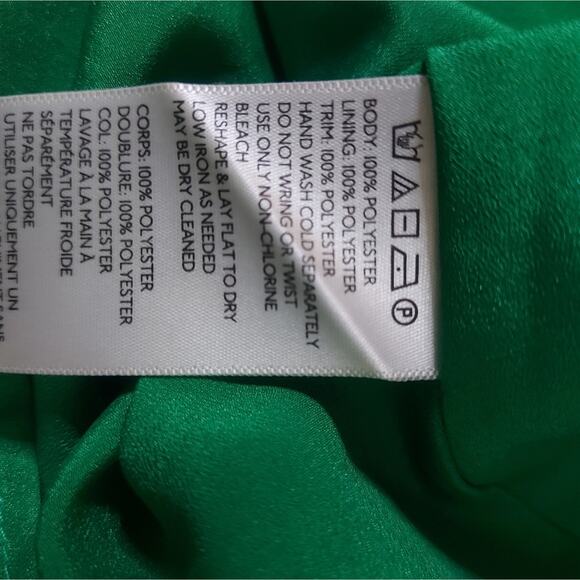 P
BODY: 100% POLYESTER
LINING: 100% POLYESTER
TRIM: 100% POLYESTER
HAND WASH COLD SEPARATELY
DO NOT WRING OR TWIST
USE ONLY NON-CHLORINE
BLEACH
RESHAPE & LAY FLAT TO DRY
LOW IRON AS NEEDED
MAY BE DRY CLEANED
CORPS: 100% POLYESTER
DOUBLURE: 100% POLYESTER
COL: 100% POLYESTER
LAVAGE À LA MAIN À
TEMPÉRATURE FROIDE
SÉPARÉMENT
NE PAS TORDRE
UTILISER UNIQUEMENT UN